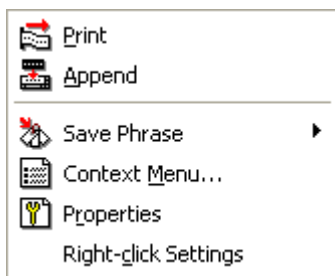 Print
Append
Save Phrase
Context Menu...
Properties
Right-click Settings